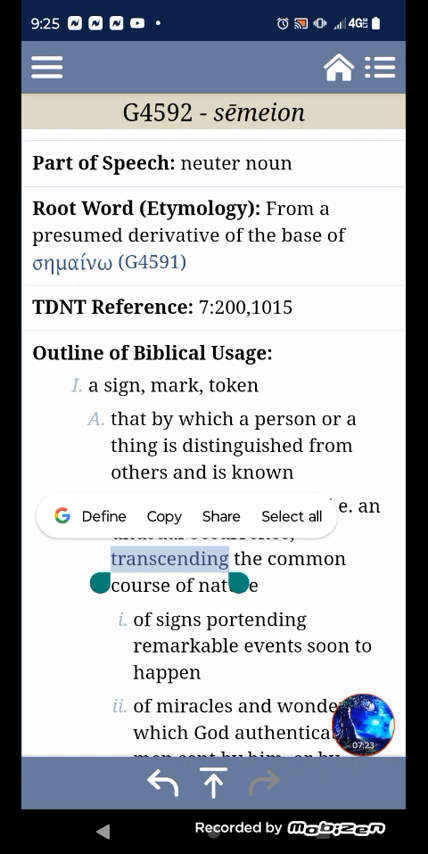 9:25 4G
G4592 - sēmeion
Part of Speech: neuter noun
Root Word (Etymology): From a
presumed derivative of the base of
σημαίνω (G4591)
TDNT Reference: 7:200,1015
Outline of Biblical Usage:
I. a sign, mark, token
A. that by which a person or a
thing is distinguished from
others and is known
.e. an
Define Copy Share Select all
transcending the common
course of nat e
i. of signs portending
remarkable events soon to
happen
ii. of miracles and wonde
which God authentica
07:23
Recorded by Mobizen